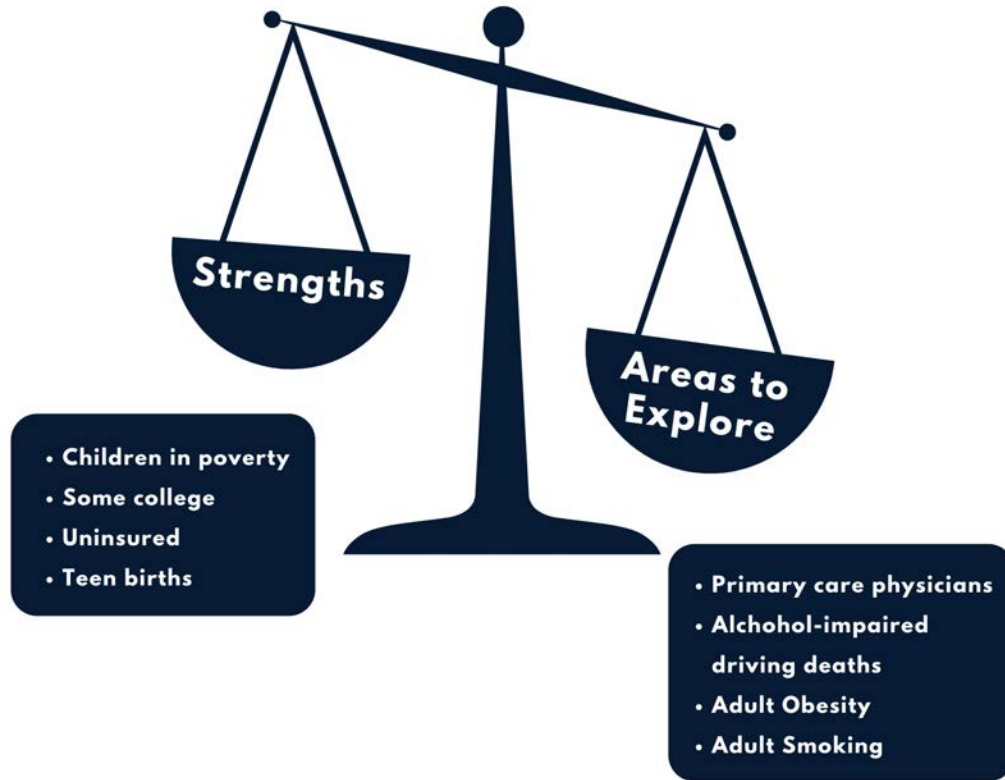 Strengths
Areas to
Explore
• Children in poverty
• Some college
• Uninsured
• Teen births
• Primary care physicians
• Alchohol-impaired
driving deaths
• Adult Obesity
• Adult Smoking